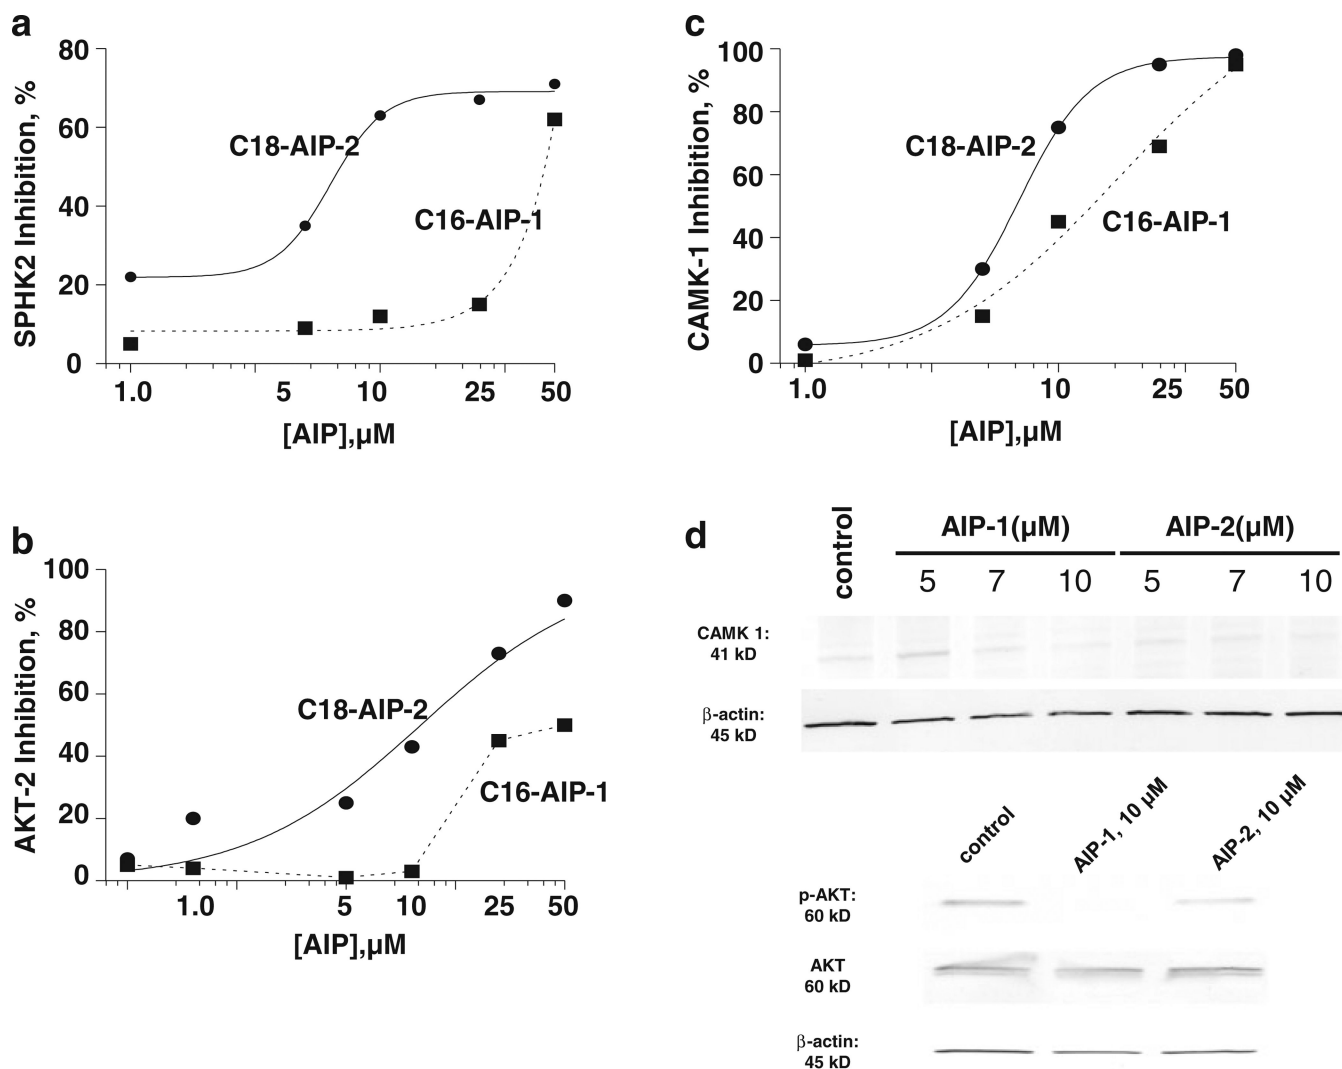 a
SPHK2 Inhibition, %
80
60
40
20
0
C18-AIP-2
C16-AIP-1
1.0 5 10 25 50
[AIP],µM
c
CAMK-1 Inhibition, %
100
80
60
40
20
0
C18-AIP-2
C16-AIP-1
1.0 10 25 50
[AIP],µM
b
AKT-2 Inhibition, %
100
80
60
40
20
0
C18-AIP-2
C16-AIP-1
1.0 5 10 25 50
[AIP],µM
d
control
AIP-1(µM) AIP-2(µM)
5 7 10 5 7 10
CAMK 1:
41 kD
β-actin:
45 kD
control
AIP-1, 10 µM
AIP-2, 10 µM
p-AKT:
60 kD
AKT
60 kD
β-actin:
45 kD